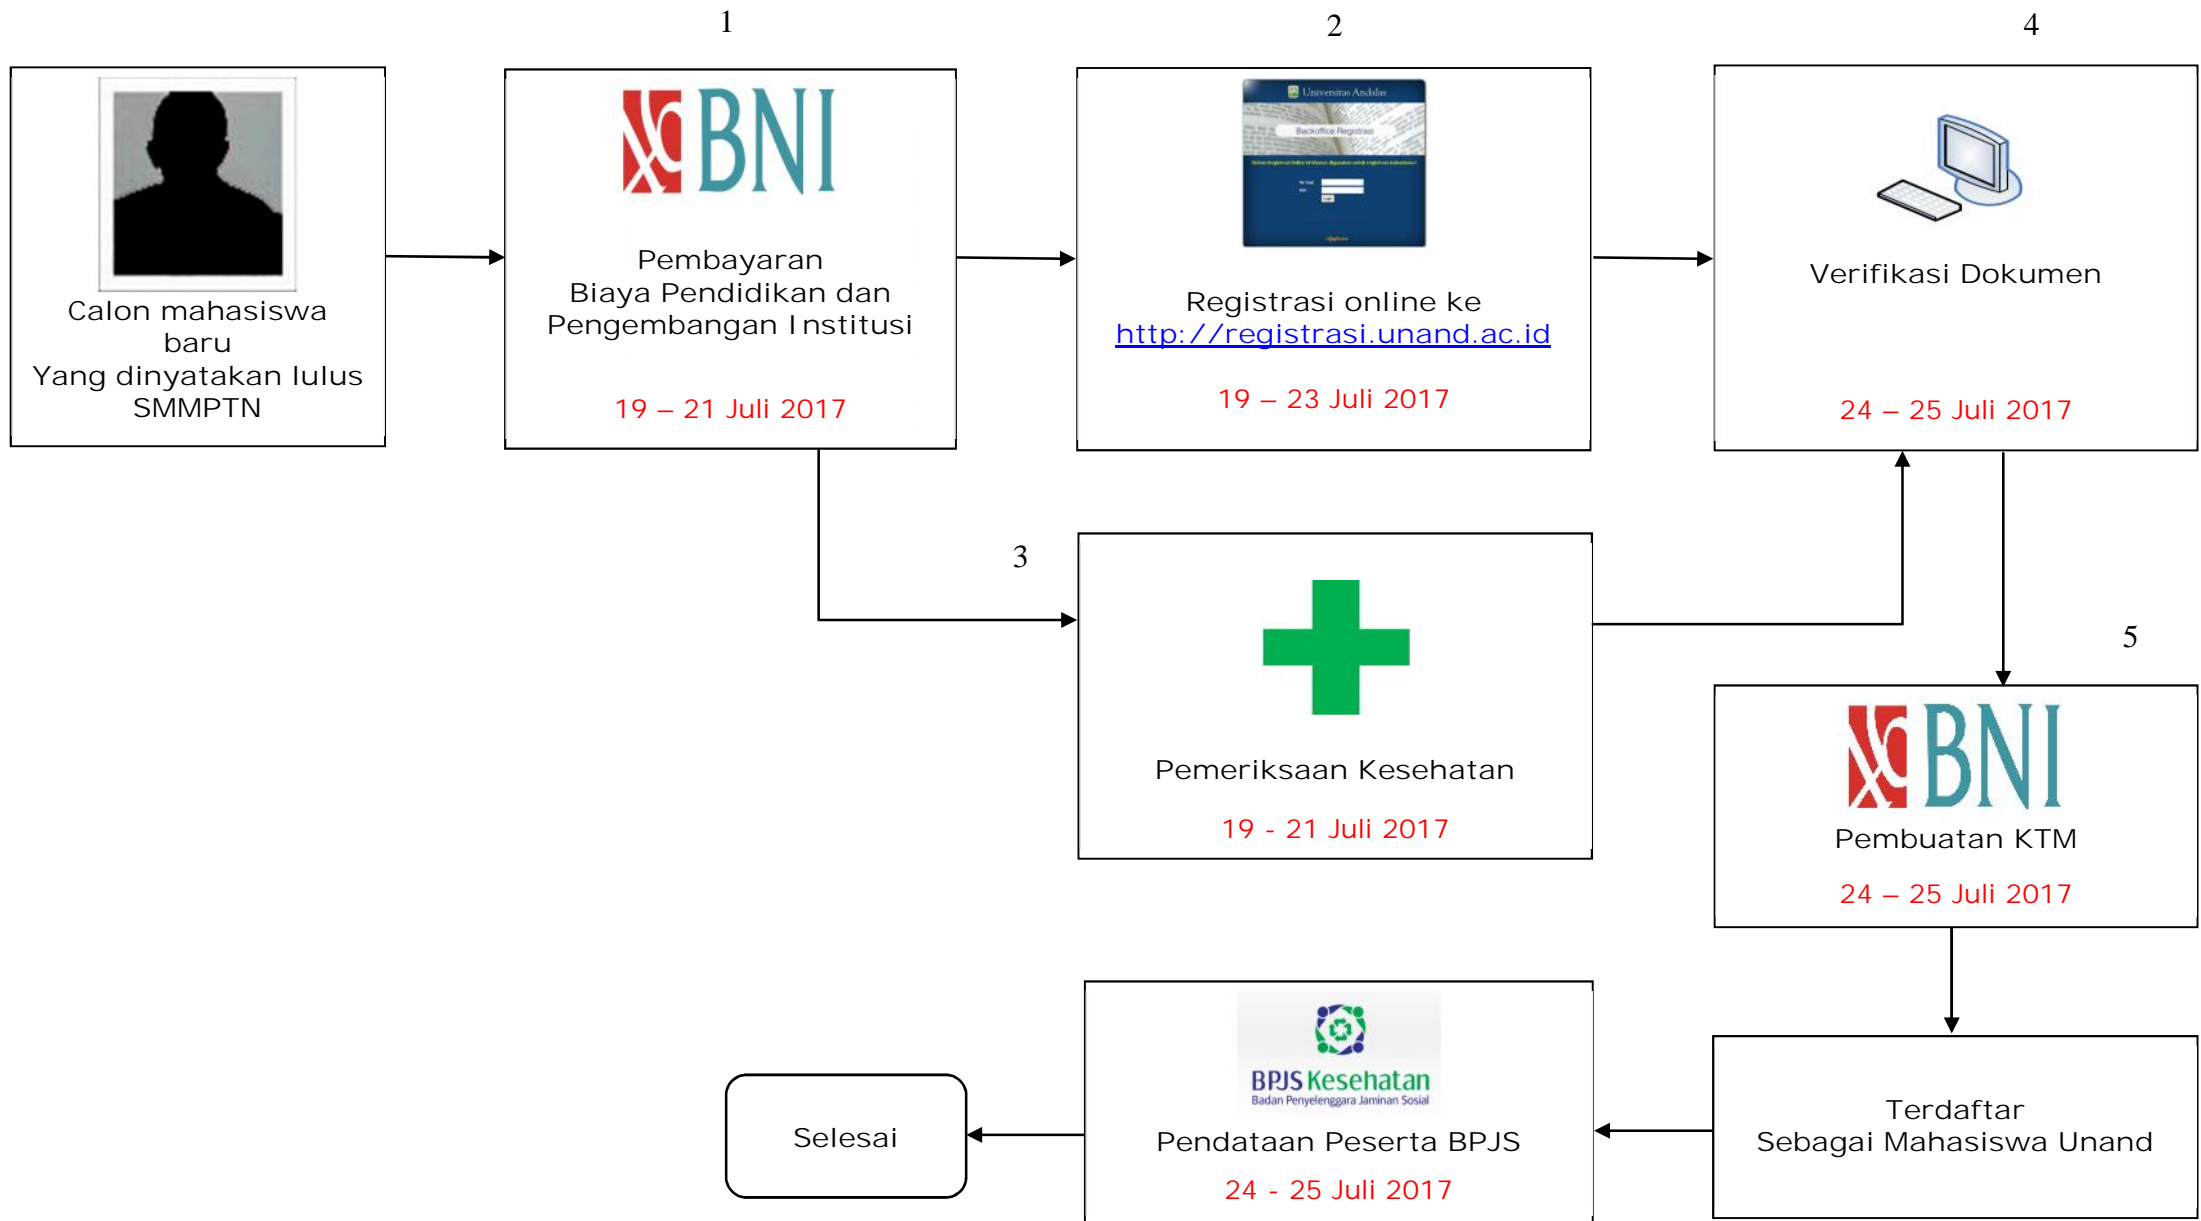 1
2
4
Calon mahasiswa
baru
Yang dinyatakan lulus
SMMPTN
BNI
Pembayaran
Biaya Pendidikan dan
Pengembangan Institusi
19 – 21 Juli 2017
Universitas Andalas
Backoffice Registrasi
Registrasi online ke
http://registrasi.unand.ac.id
19 – 23 Juli 2017
Verifikasi Dokumen
24 – 25 Juli 2017
3
Pemeriksaan Kesehatan
19 - 21 Juli 2017
5
BNI
Pembuatan KTM
24 – 25 Juli 2017
Terdaftar
Sebagai Mahasiswa Unand
BPJS Kesehatan
Badan Penyelenggara Jaminan Sosial
Pendataan Peserta BPJS
24 - 25 Juli 2017
Selesai